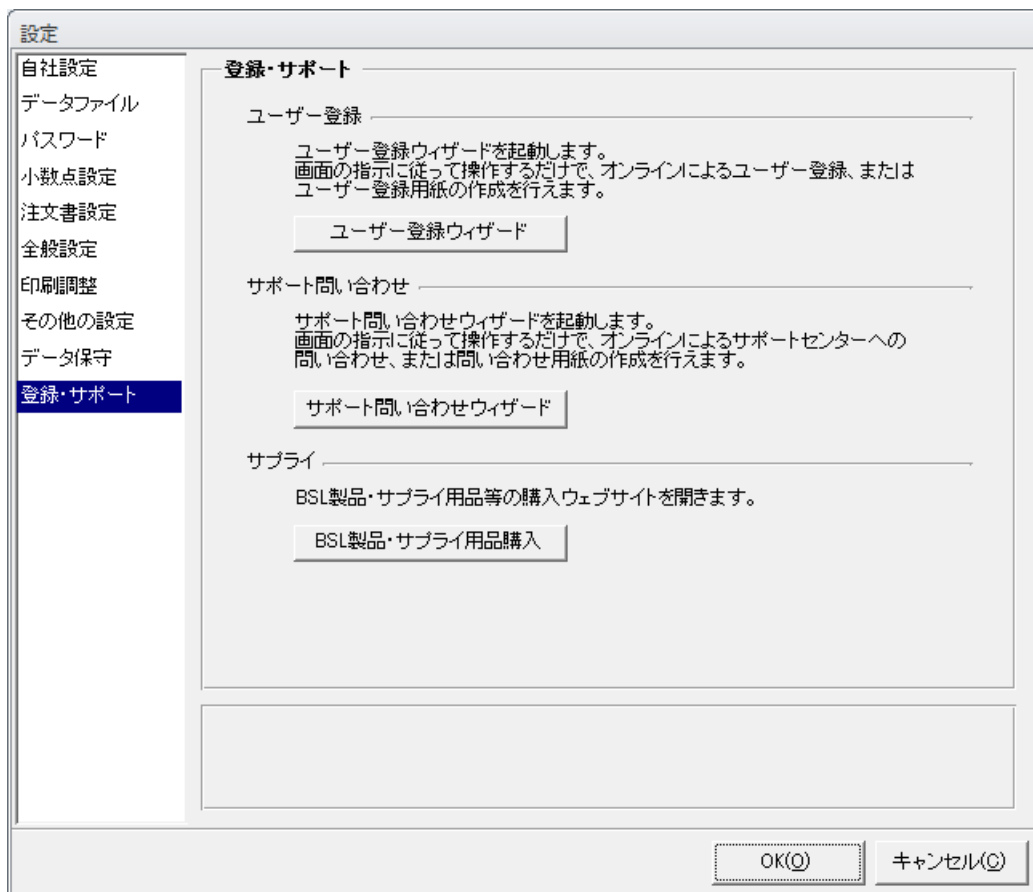 設定
自社設定
データファイル
パスワード
小数点設定
注文書設定
全般設定
印刷調整
その他の設定
データ保守
登録・サポート
登録・サポート
ユーザー登録
ユーザー登録ウィザードを起動します。
画面の指示に従って操作するだけで、オンラインによるユーザー登録、または
ユーザー登録用紙の作成を行えます。
ユーザー登録ウィザード
サポート問い合わせ
サポート問い合わせウィザードを起動します。
画面の指示に従って操作するだけで、オンラインによるサポートセンターへの
問い合わせ、または問い合わせ用紙の作成を行えます。
サポート問い合わせウィザード
サプライ
BSL製品・サプライ用品等の購入ウェブサイトを開きます。
BSL製品・サプライ用品購入
OK(O)
キャンセル(C)